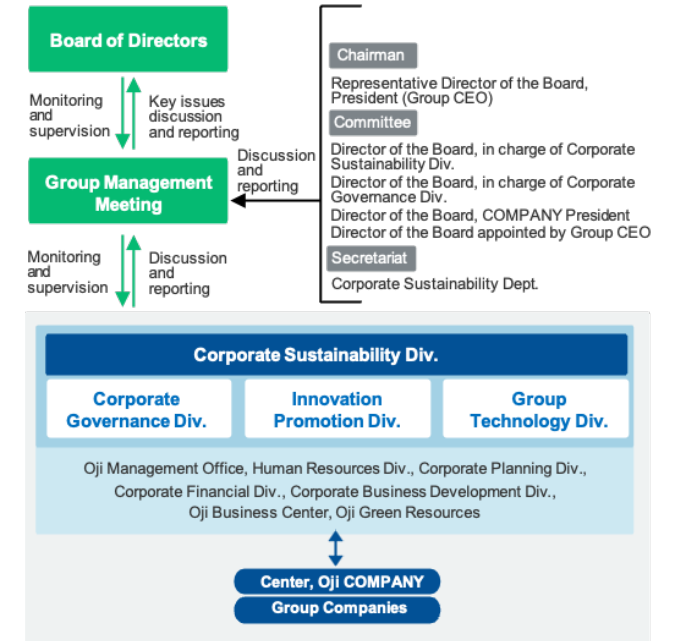 Board of Directors
Monitoring
and
supervision
Key issues
discussion
and reporting
Group Management
Meeting
Discussion
and
reporting
Chairman
Representative Director of the Board,
President (Group CEO)
Committee
Director of the Board, in charge of Corporate
Sustainability Div.
Director of the Board, in charge of Corporate
Governance Div.
Director of the Board, COMPANY President
Director of the Board appointed by Group CEO
Secretariat
Corporate Sustainability Dept.
Monitoring
and
supervision
Discussion
and
reporting
Corporate Sustainability Div.
Corporate
Governance Div.
Innovation
Promotion Div.
Group
Technology Div.
Oji Management Office, Human Resources Div., Corporate Planning Div.,
Corporate Financial Div., Corporate Business Development Div.,
Oji Business Center, Oji Green Resources
Center, Oji COMPANY
Group Companies